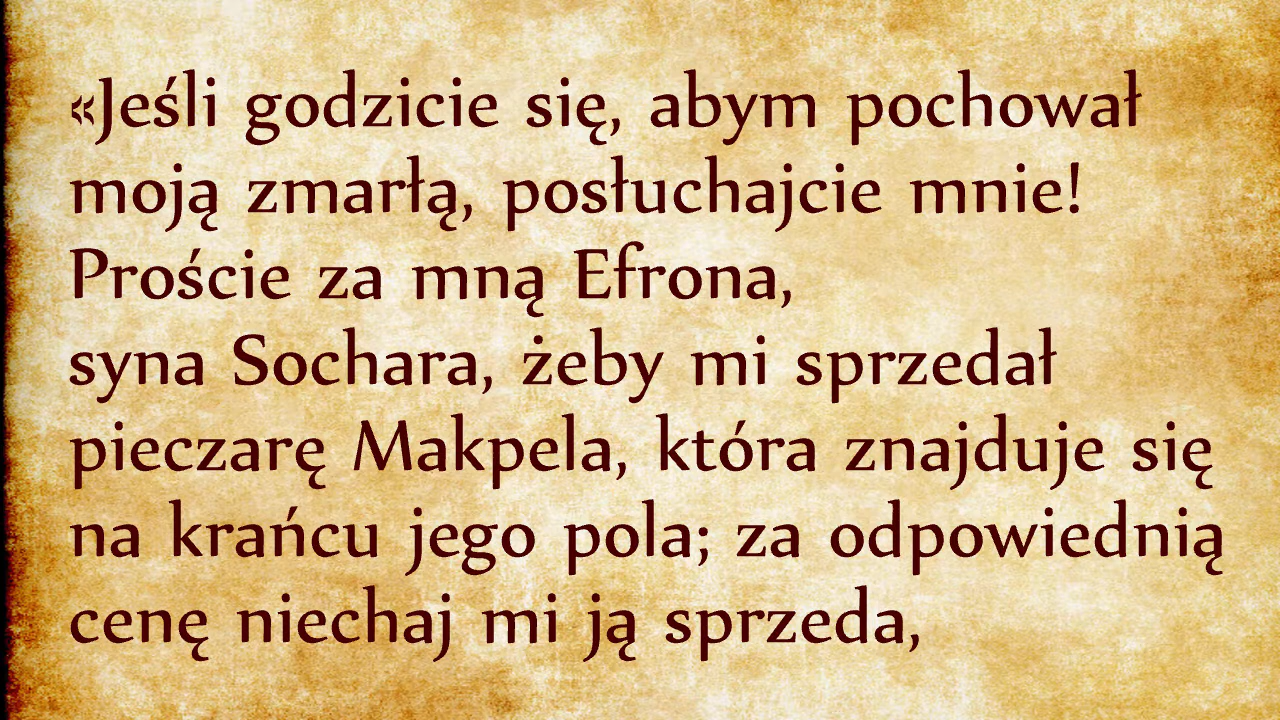 «Jeśli godzicie się, abym pochował
moją zmarłą, posłuchajcie mnie!
Proście za mną Efrona,
syna Sochara, żeby mi sprzedał
pieczarę Makpela, która znajduje się
na krańcu jego pola; za odpowiednią
cenę niechaj mi ją sprzeda,